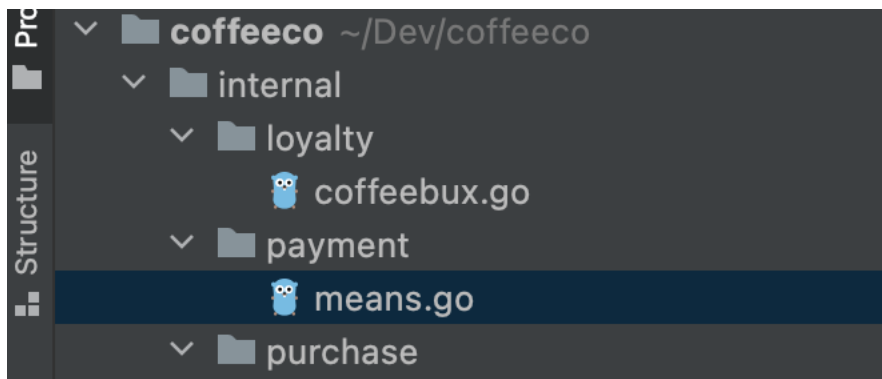 Pro
coffeeco ~/Dev/coffeeco
internal
loyalty
coffeebux.go
payment
means.go
purchase
Structure